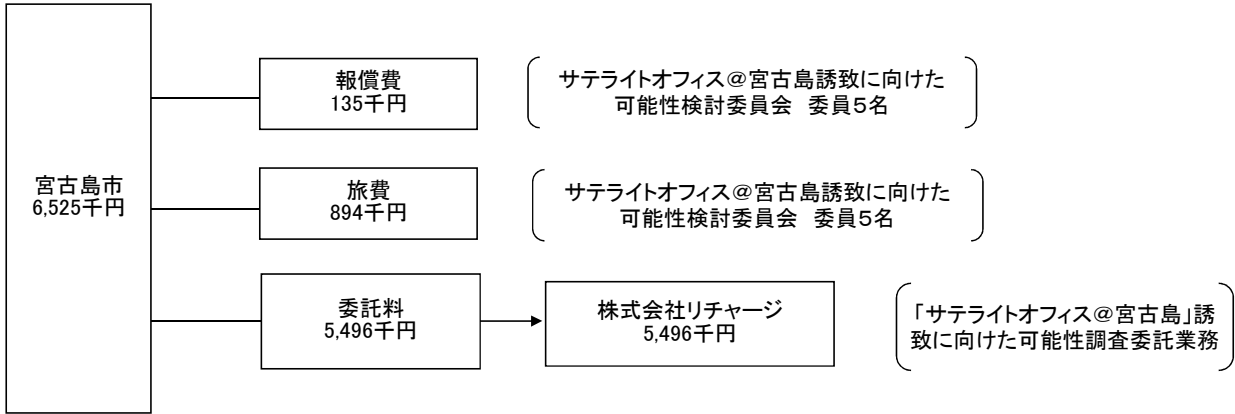 宮古島市
6,525千円
報償費
135千円
サテライトオフィス＠宮古島誘致に向けた
可能性検討委員会　委員５名
旅費
894千円
サテライトオフィス＠宮古島誘致に向けた
可能性検討委員会　委員５名
委託料
5,496千円
株式会社リチャージ
5,496千円
「サテライトオフィス＠宮古島」誘
致に向けた可能性調査委託業務